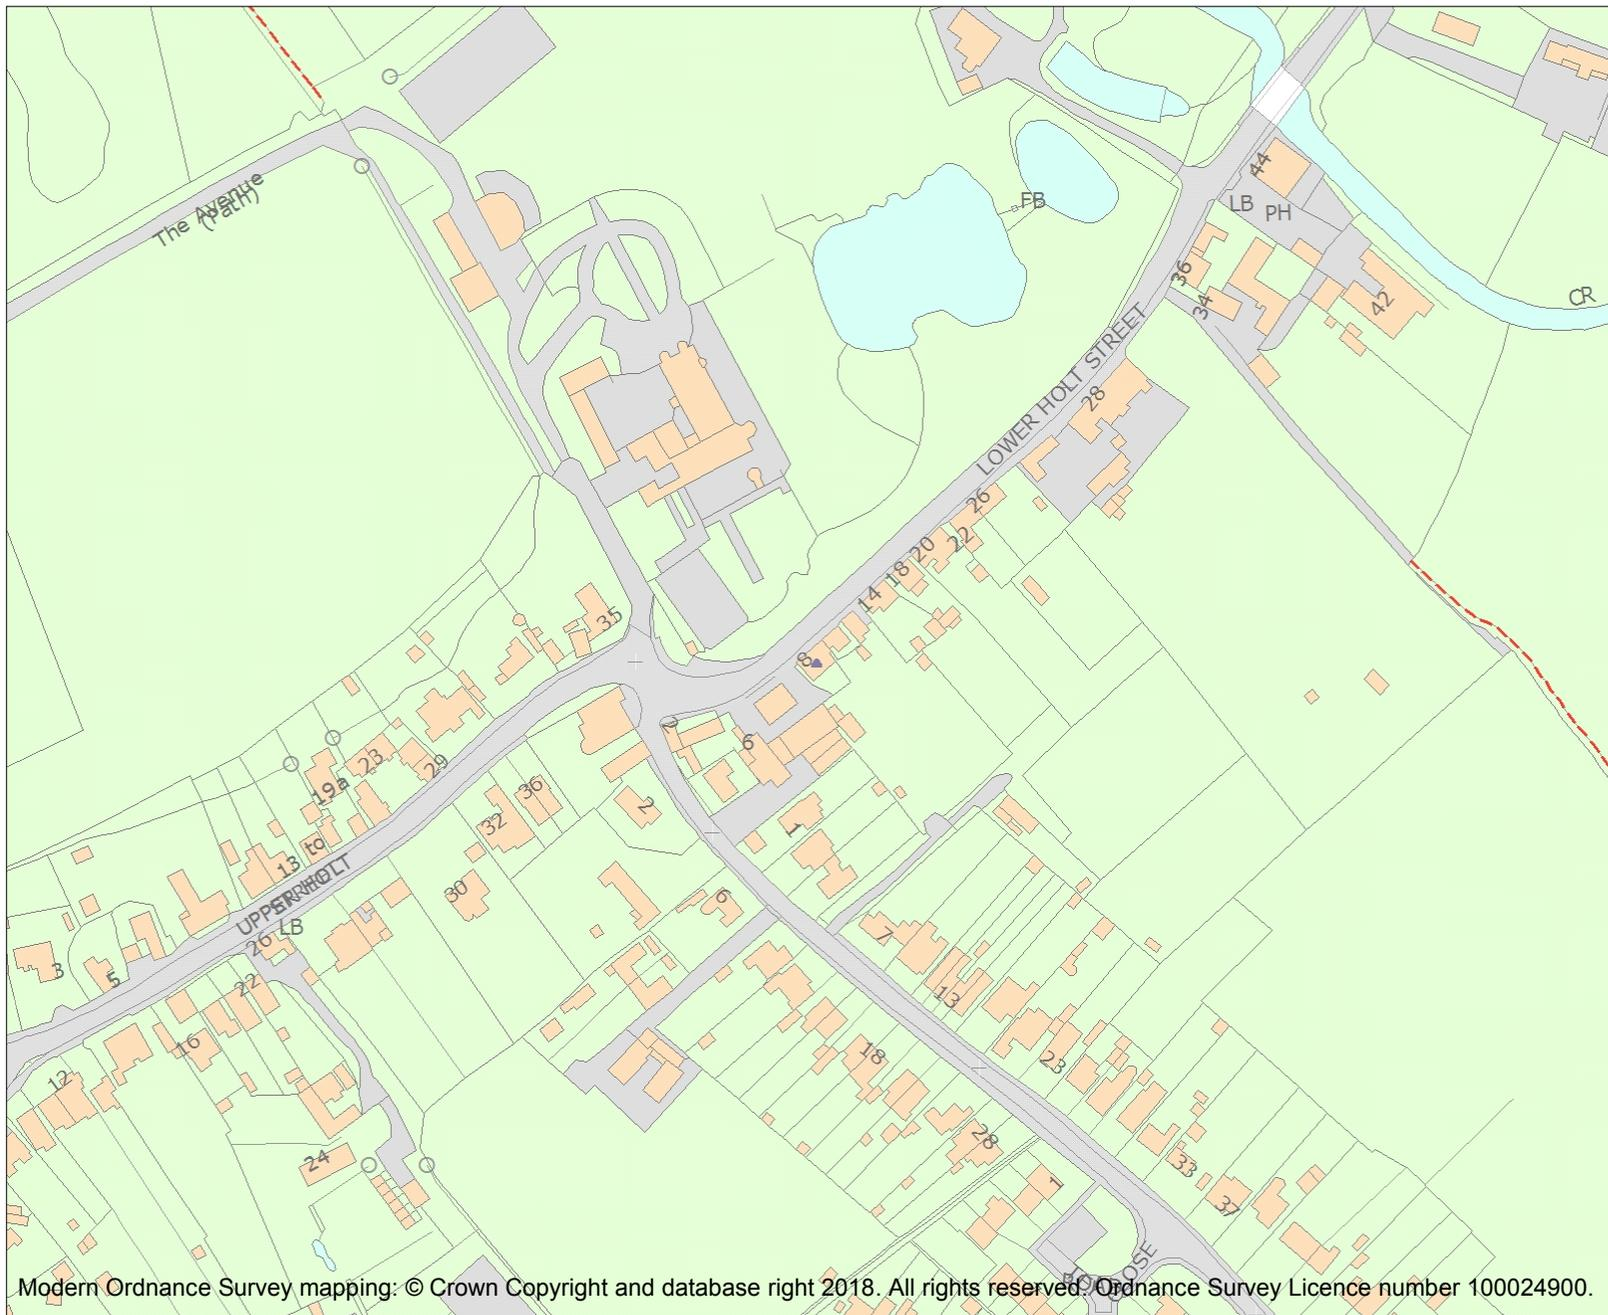 The Avenue
(Path)
FB
44
LB
PH
36
34
42
CR
LOWER HOLT STREET
28
26
22
20
18
14
8
35
2
6
29
23
19a
13 to
UPPER HOLT
STREET
LB
26
36
32
30
2
1
6
7
13
3
5
22
16
12
18
23
24
28
33
1
37
CLOSE
Modern Ordnance Survey mapping: © Crown Copyright and database right 2018. All rights reserved. Ordnance Survey Licence number 100024900.